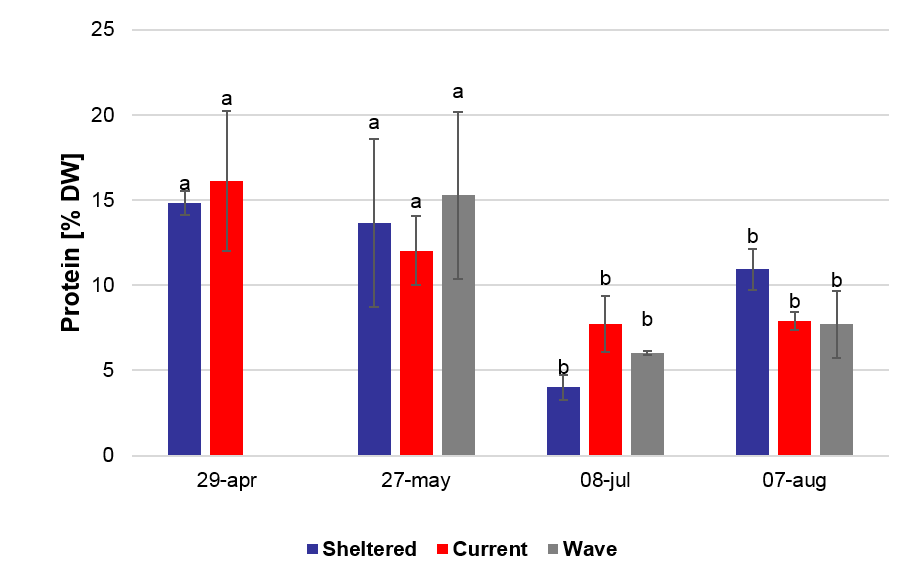 25
20
15
10
5
0
Protein [% DW]
a
a
a
a
a
b
b
b
b
b
b
29-apr
27-may
08-jul
07-aug
Sheltered
Current
Wave